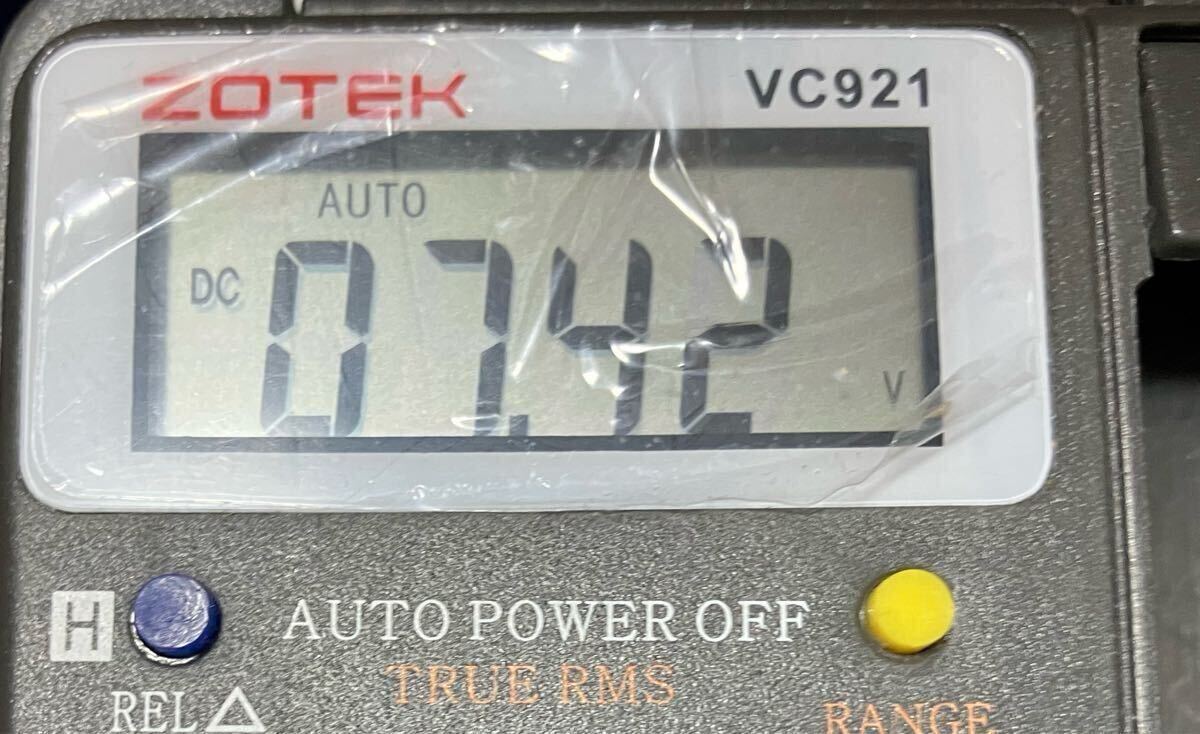 ZOTEK VC921
AUTO
DC 07.42 V
H AUTO POWER OFF
TRUE RMS
REL△ RANGE